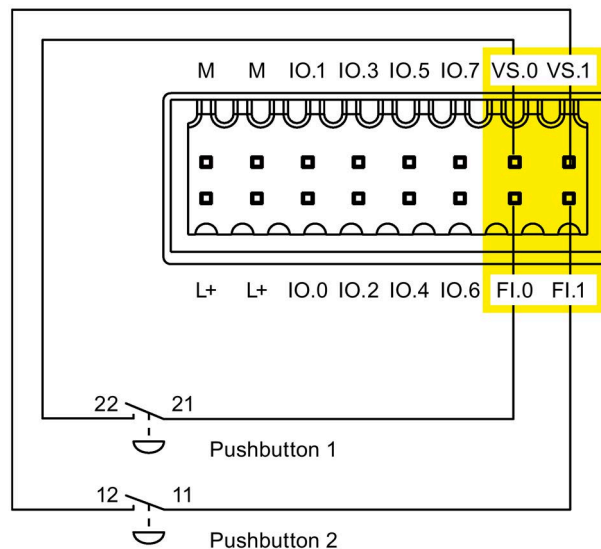 M M IO.1 IO.3 IO.5 IO.7 VS.0 VS.1
L+ L+ IO.0 IO.2 IO.4 IO.6 FI.0 FI.1
22 21
Pushbutton 1
12 11
Pushbutton 2